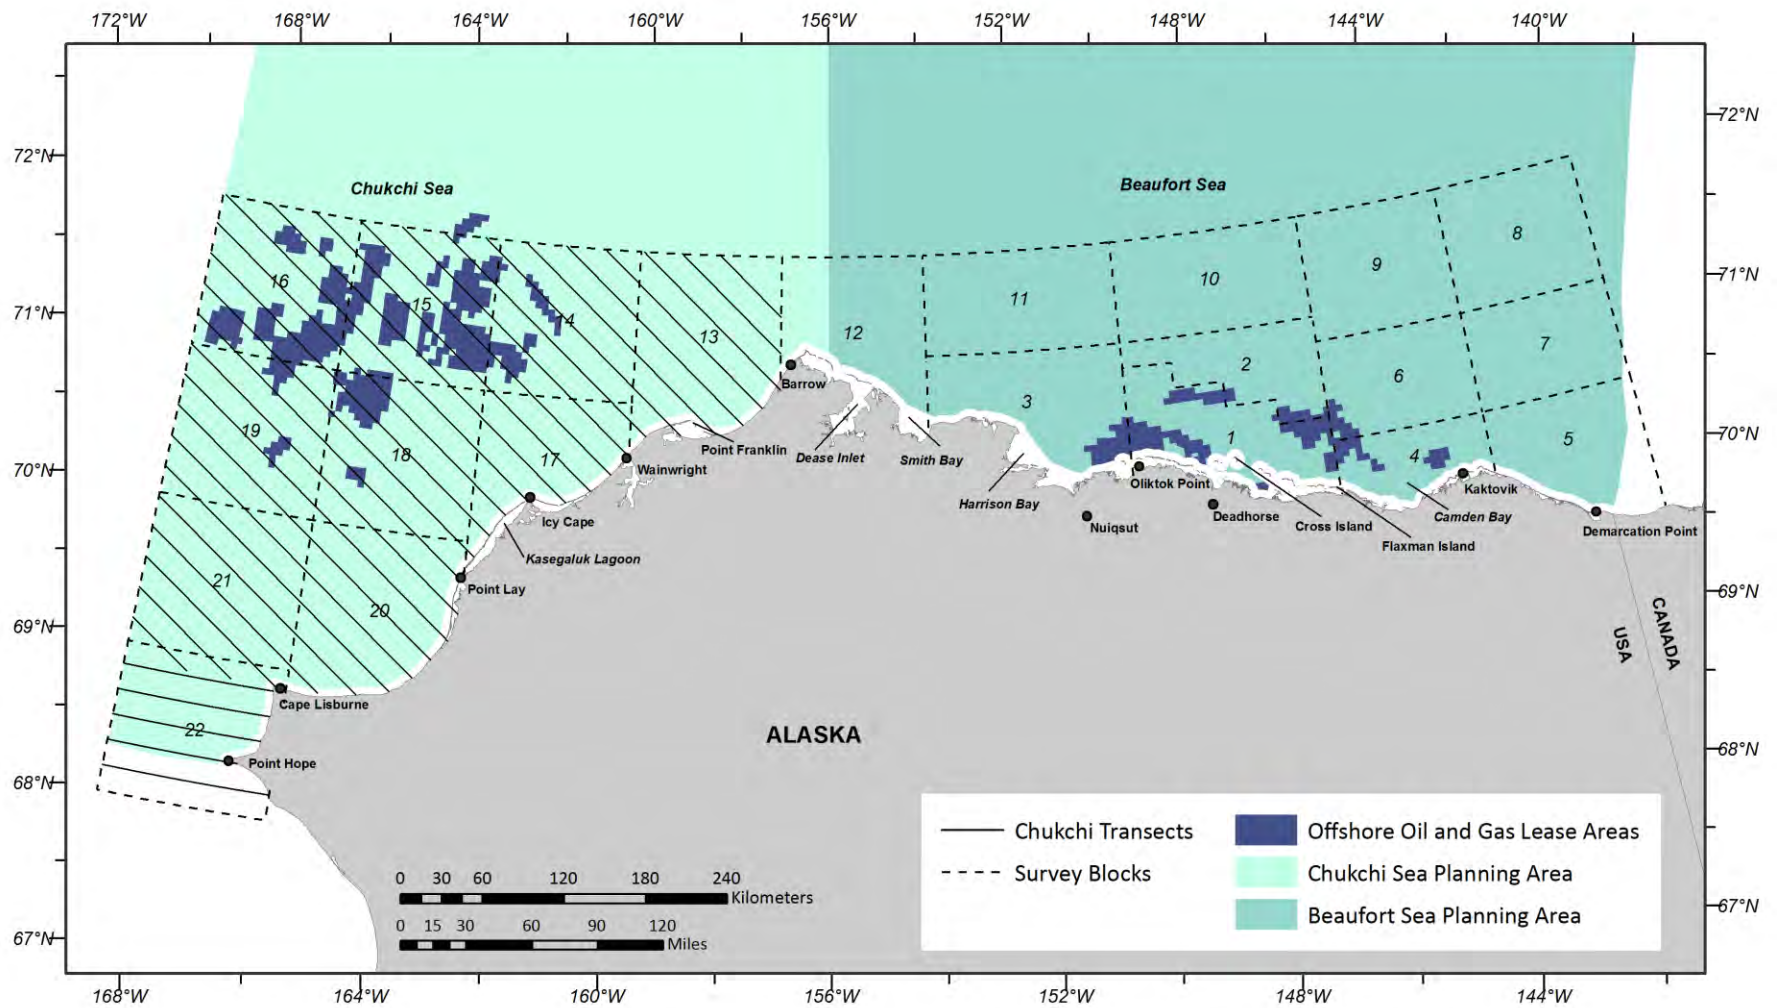 172°W 168°W 164°W 160°W 156°W 152°W 148°W 144°W 140°W
72°N
72°N
Chukchi Sea
Beaufort Sea
8
9
10
16
11
71°N
15
14
13
12
7
71°N
2
6
Barrow
3
19
18
17
Point Franklin
Dease Inlet
Smith Bay
1
4
5
70°N
70°N
Wainwright
Harrison Bay
Oliktok Point
Kaktovik
Icy Cape
Nuiqsut
Deadhorse
Cross Island
Camden Bay
Demarcation Point
Flaxman Island
Kasegaluk Lagoon
21
Point Lay
69°N
20
69°N
USA
CANADA
Cape Lisburne
22
ALASKA
Point Hope
68°N
68°N
Chukchi Transects
Survey Blocks
Offshore Oil and Gas Lease Areas
Chukchi Sea Planning Area
Beaufort Sea Planning Area
0 30 60 120 180 240
Kilometers
0 15 30 60 90 120
Miles
67°N
67°N
168°W 164°W 160°W 156°W 152°W 148°W 144°W